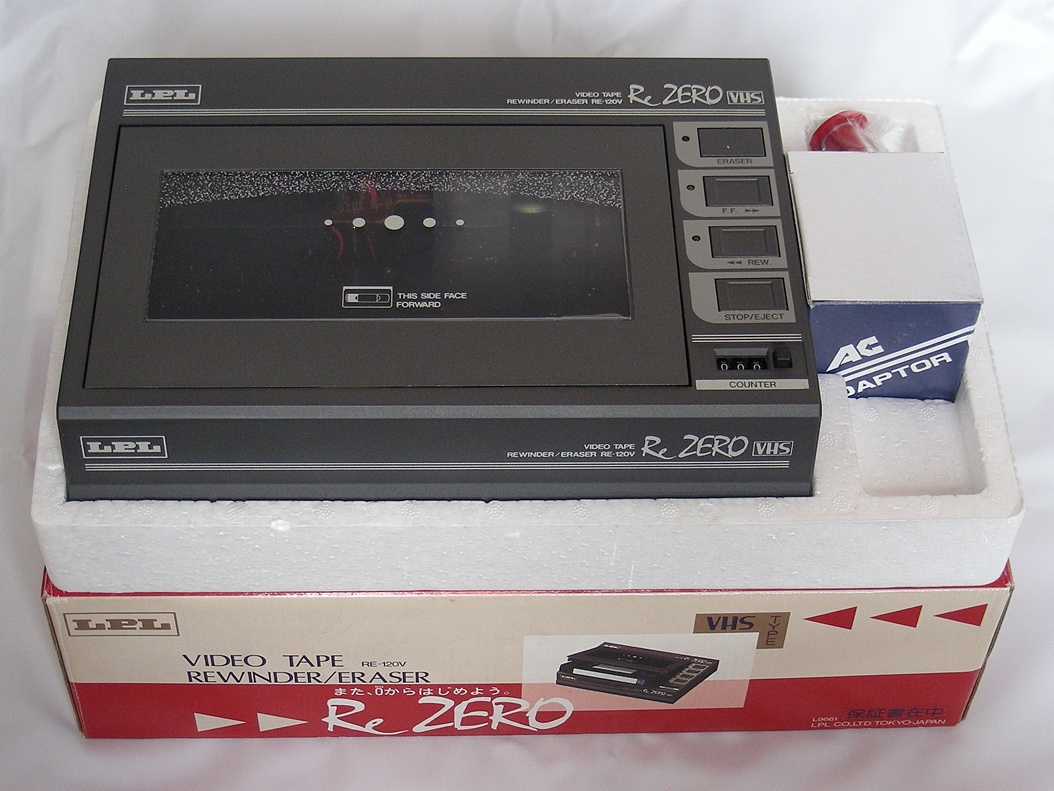 LPL
VIDEO TAPE
REWINDER/ERASER RE-120V
Re ZERO VHS
ERASER
F.F. ►►
◄◄ REW.
STOP/EJECT
THIS SIDE FACE
FORWARD
0 0 0
COUNTER
AC
ADAPTOR
LPL
VIDEO TAPE
REWINDER/ERASER RE-120V
Re ZERO VHS
LPL
VHS TYPE
VIDEO TAPE RE-120V
REWINDER/ERASER
また、0からはじめよう。
Re ZERO
L9661 保証書在中
LPL CO.,LTD. TOKYO-JAPAN